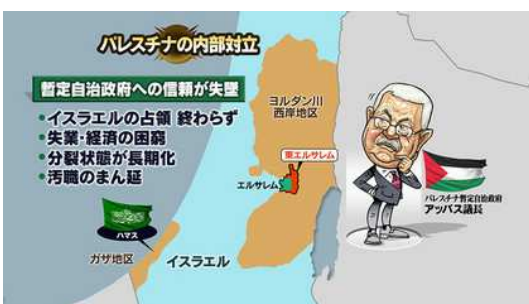 パレスチナの内部対立
暫定自治政府への信頼が失墜
•イスラエルの占領 終わらず
•失業・経済の困窮
•分裂状態が長期化
•汚職のまん延
ヨルダン川
西岸地区
東エルサレム
エルサレム
ハマス
ガザ地区
イスラエル
パレスチナ暫定自治政府
アッバス議長